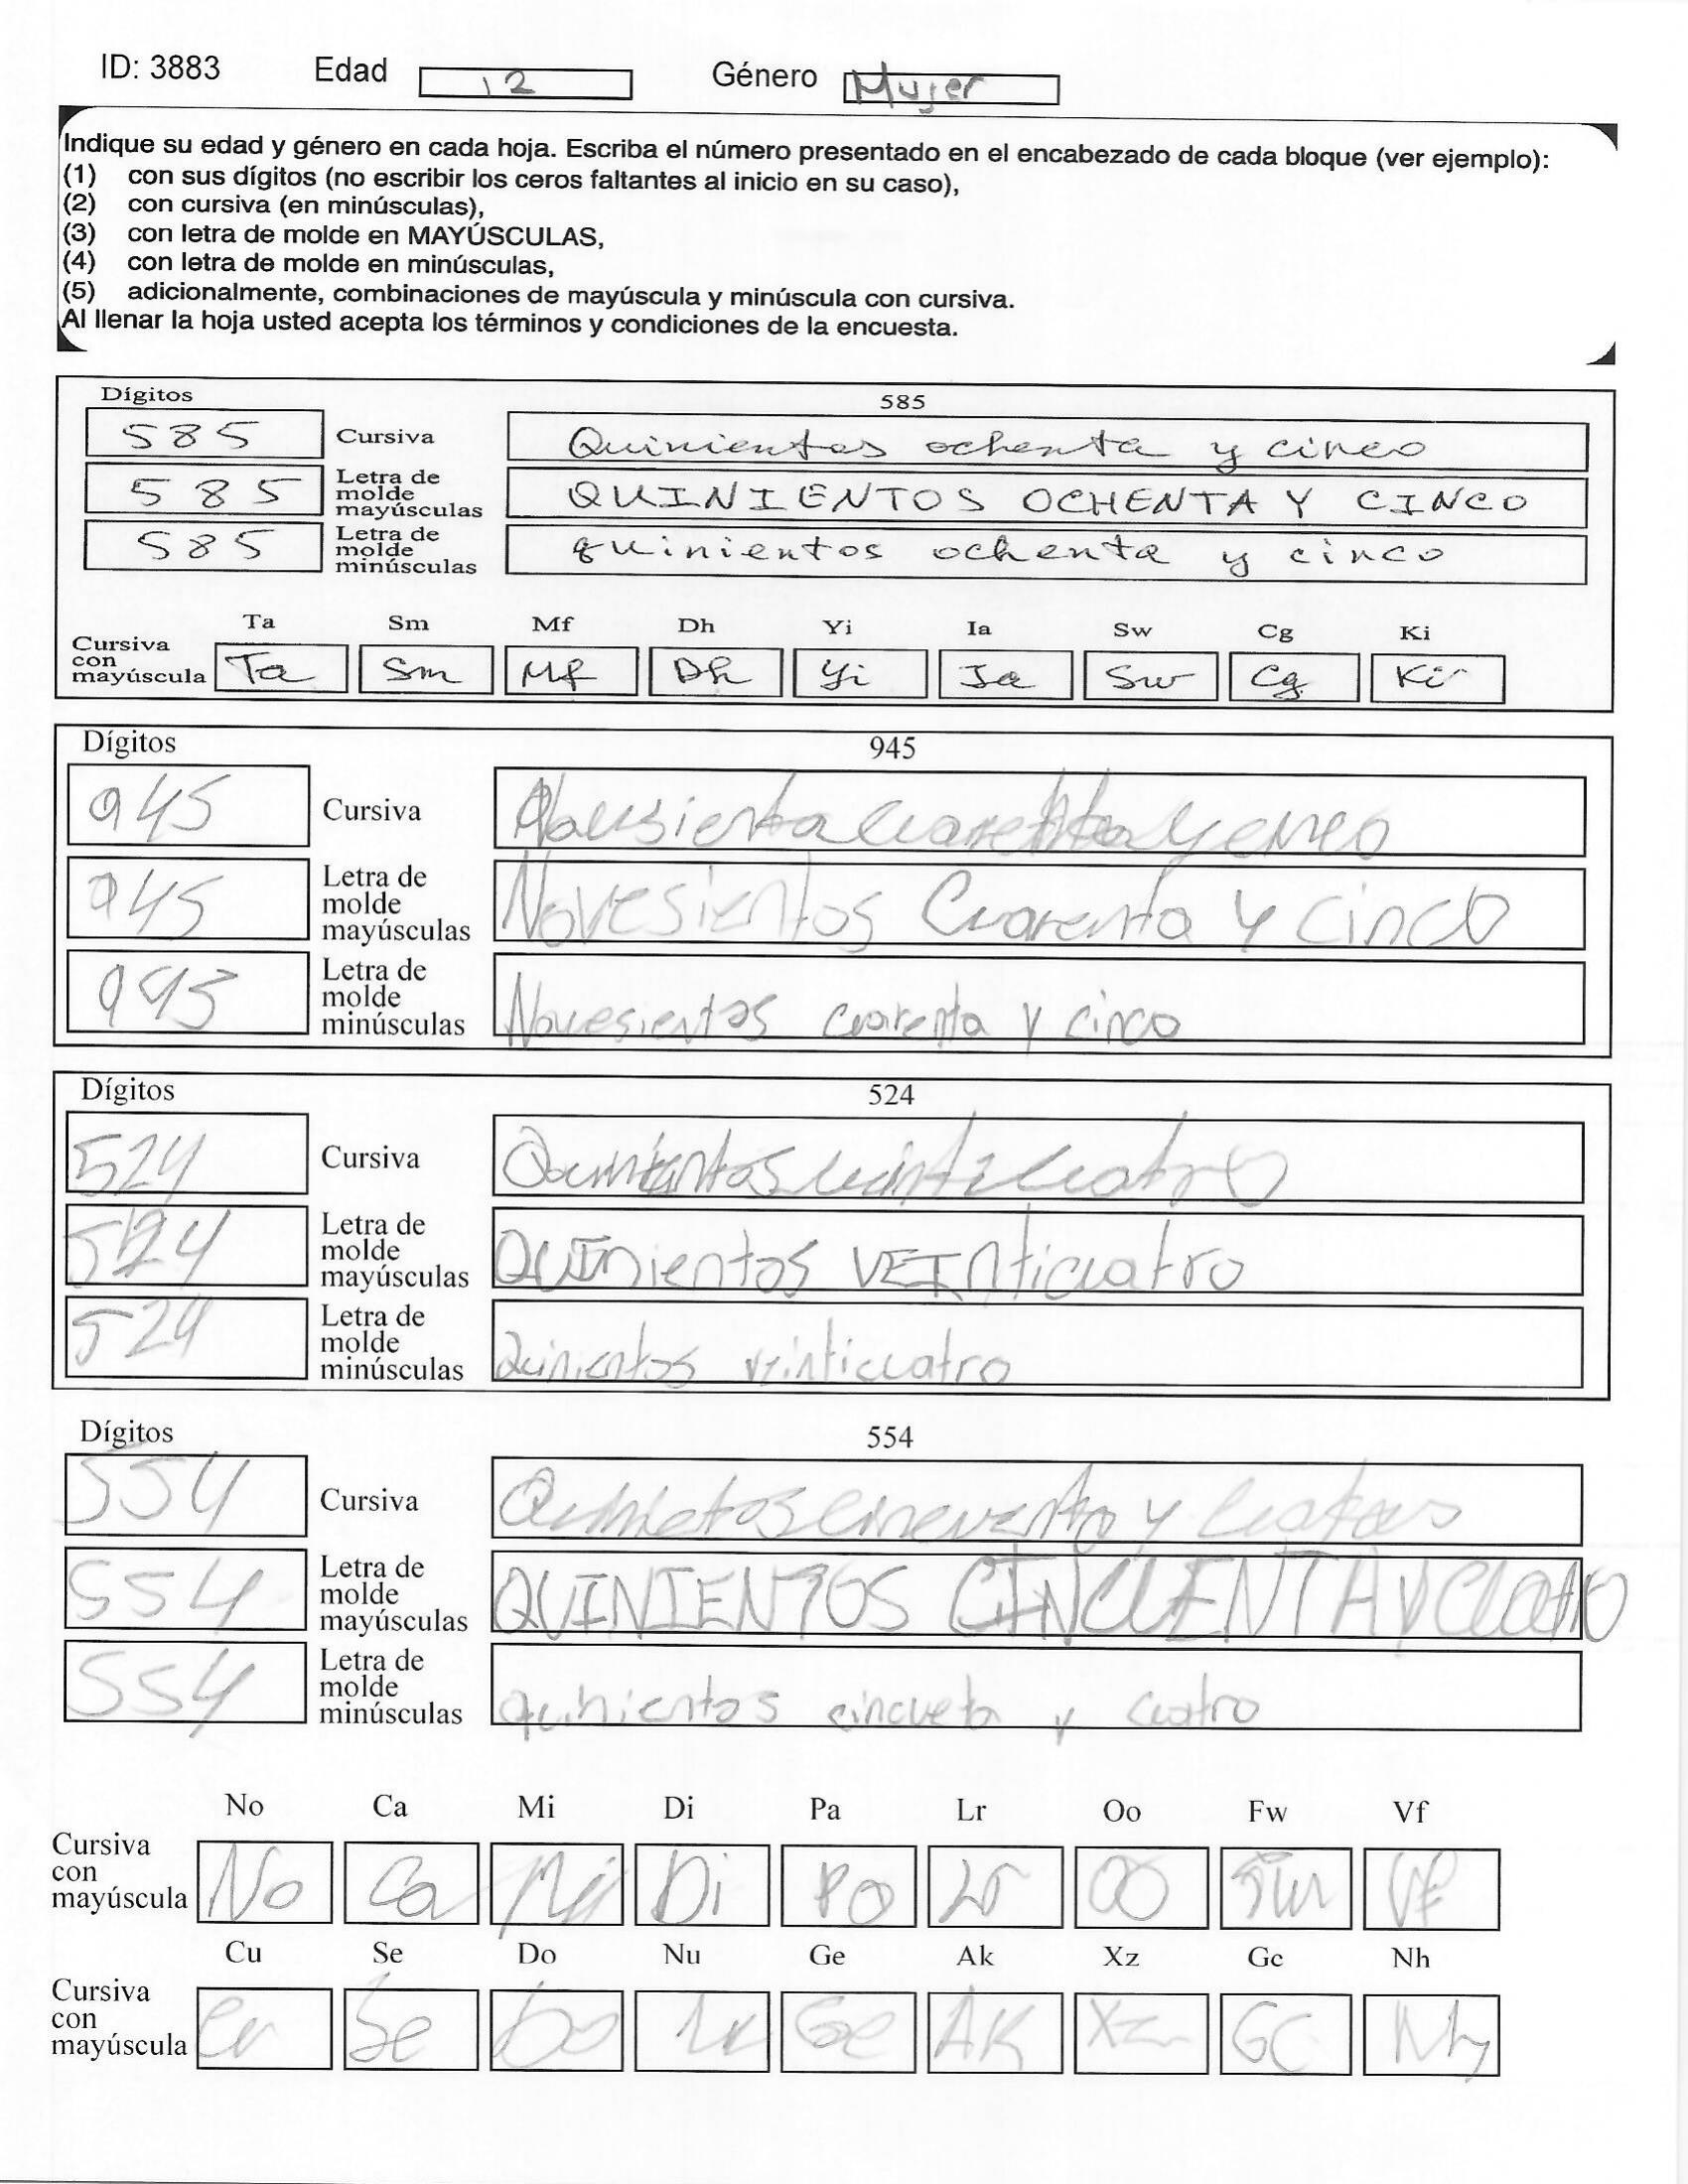 ID: 3883 Edad 12 Género Mujer
Indique su edad y género en cada hoja. Escriba el número presentado en el encabezado de cada bloque (ver ejemplo):
(1) con sus dígitos (no escribir los ceros faltantes al inicio en su caso),
(2) con cursiva (en minúsculas),
(3) con letra de molde en MAYÚSCULAS,
(4) con letra de molde en minúsculas,
(5) adicionalmente, combinaciones de mayúscula y minúscula con cursiva.
Al llenar la hoja usted acepta los términos y condiciones de la encuesta.
Dígitos 585
585 Cursiva Quinientos ochenta y cinco
585 Letra de molde mayúsculas QUINIENTOS OCHENTA Y CINCO
585 Letra de molde minúsculas quinientos ochenta y cinco
Ta Sm Mf Dh Yi Ia Sw Cg Ki
Cursiva con mayúscula Ta Sm Mf Dh Yi Ia Sw Cg Ki
Dígitos 945
945 Cursiva
945 Letra de molde mayúsculas Novesientos Cuarenta Y cinco
945 Letra de molde minúsculas Novesientos cuarenta y cinco
Dígitos 524
524 Cursiva
524 Letra de molde mayúsculas QUINientos VEINticuatro
524 Letra de molde minúsculas Quinientos veinticuatro
Dígitos 554
554 Cursiva
554 Letra de molde mayúsculas QUINIENTOS CINCUENTA Y Cuatro
554 Letra de molde minúsculas quinientos cincueta y cuatro
No Ca Mi Di Pa Lr Oo Fw Vf
Cursiva con mayúscula No Ca Mi Di Pa Lr Oo Fw Vf
Cu Se Do Nu Ge Ak Xz Gc Nh
Cursiva con mayúscula Cu Se Do Nu Ge AK Xz GC Nh